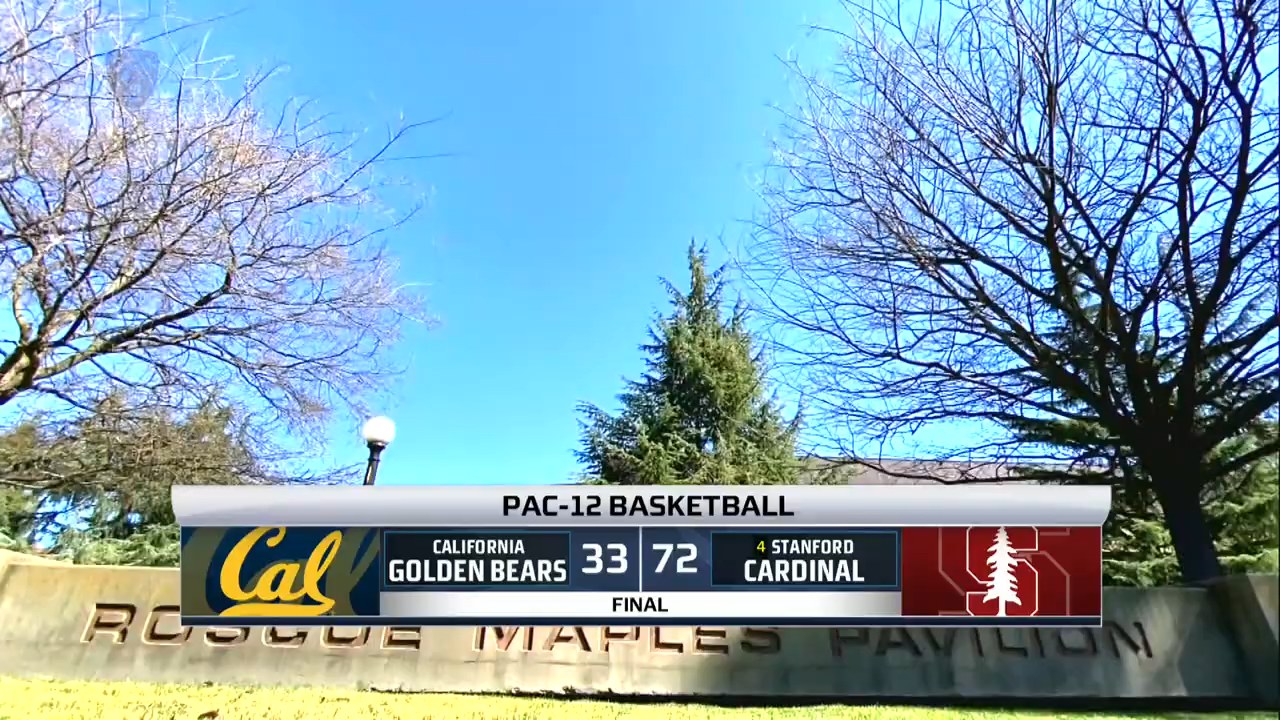 PAC-12 BASKETBALL
Cal
CALIFORNIA
GOLDEN BEARS
33
72
4 STANFORD
CARDINAL
S
FINAL
ROSCOE MAPLES PAVILION